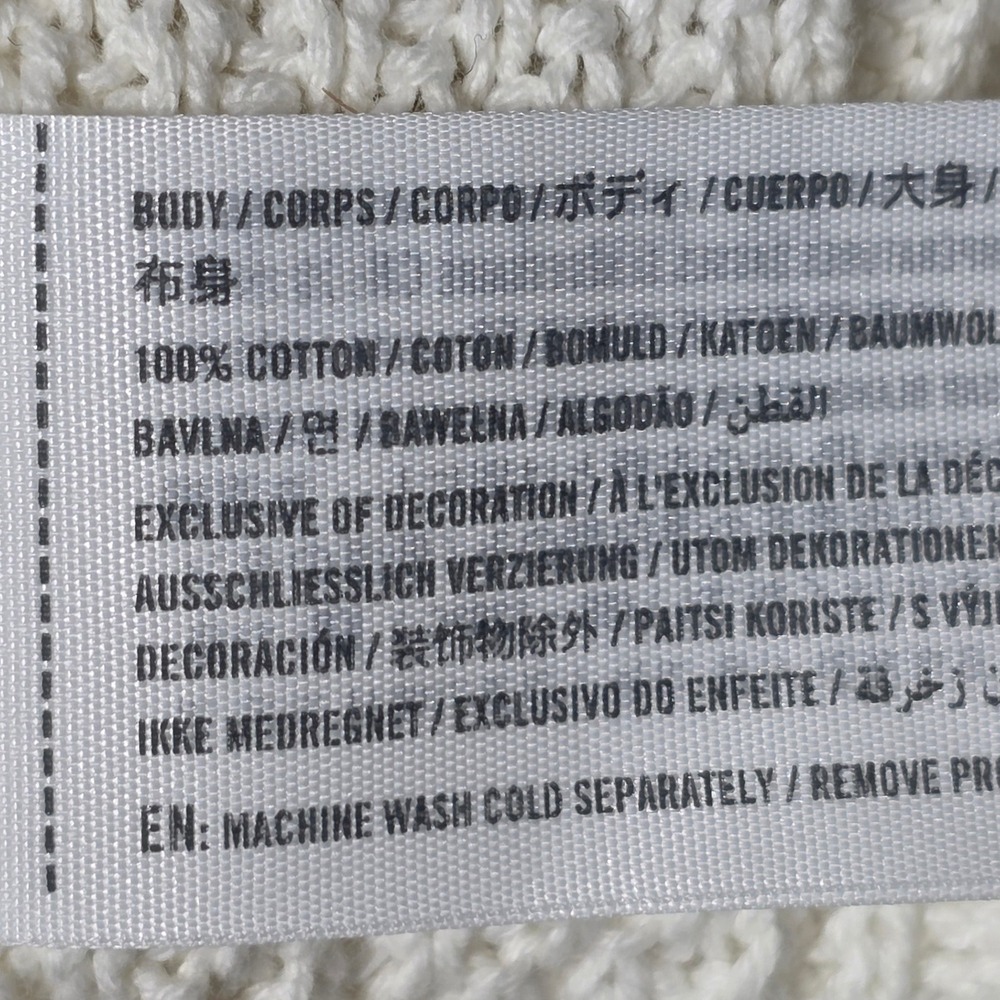 BODY / CORPS / CORPO / ボディ / CUERPO / 大身 /
布身
100% COTTON / COTON / BOMULD / KATOEN / BAUMWOL
BAVLNA / 면 / BAWEŁNA / ALGODÃO / القطن
EXCLUSIVE OF DECORATION / À L'EXCLUSION DE LA DÉC
AUSSCHLIESSLICH VERZIERUNG / UTOM DEKORATIONEN
DECORACIÓN / 装饰物除外 / PAITSI KORISTE / S VÝJ
IKKE MEDREGNET / EXCLUSIVO DO ENFEITE / ن زخرفة
EN: MACHINE WASH COLD SEPARATELY / REMOVE PRO